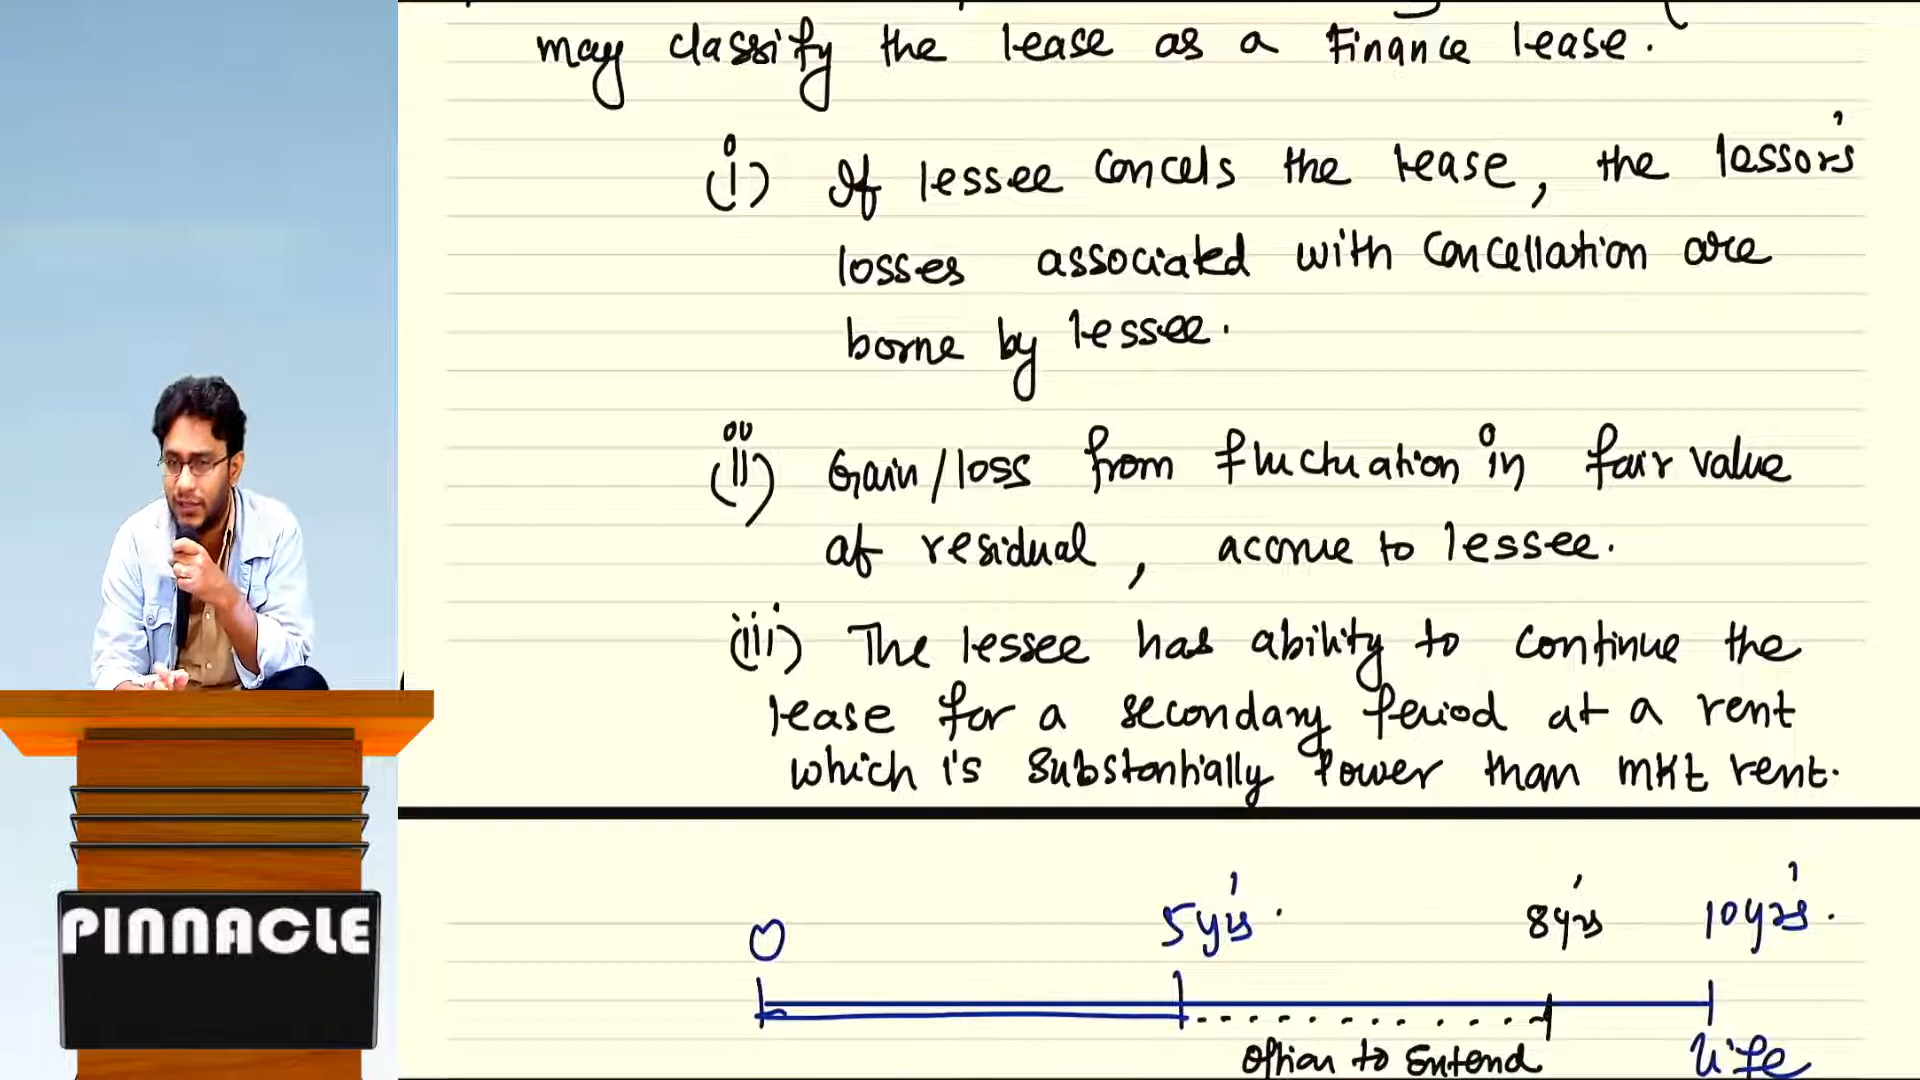 may classify the lease as a Finance lease.
(i) If lessee cancels the lease, the lessor's
losses associated with cancellation are
borne by lessee.
(ii) Gain/loss from fluctuation in fair value
of residual, accrue to lessee.
(iii) The lessee has ability to continue the
lease for a secondary period at a rent
which is substantially lower than mkt rent.
0 5yrs. 8yrs 10yrs.
option to Extend Life
PINNACLE